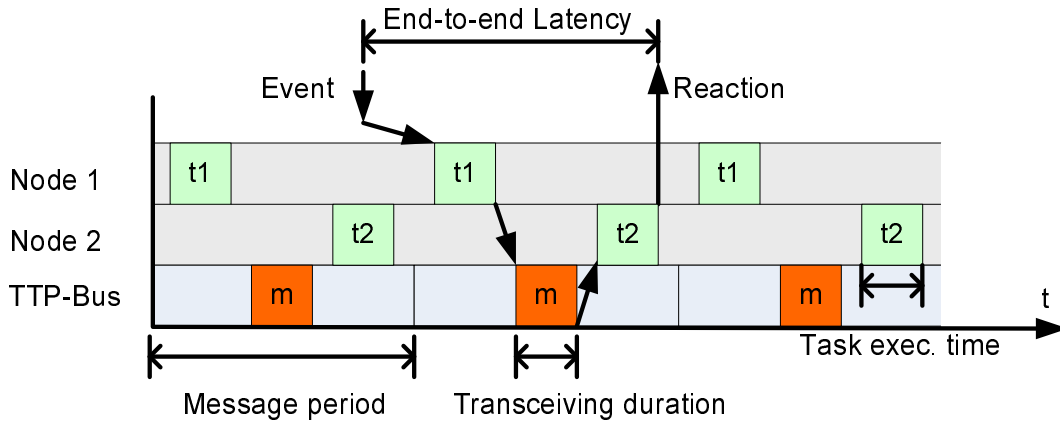 End-to-end Latency
Event
Reaction
Node 1
t1
t1
t1
Node 2
t2
t2
t2
TTP-Bus
m
m
m
t
Task exec. time
Message period
Transceiving duration